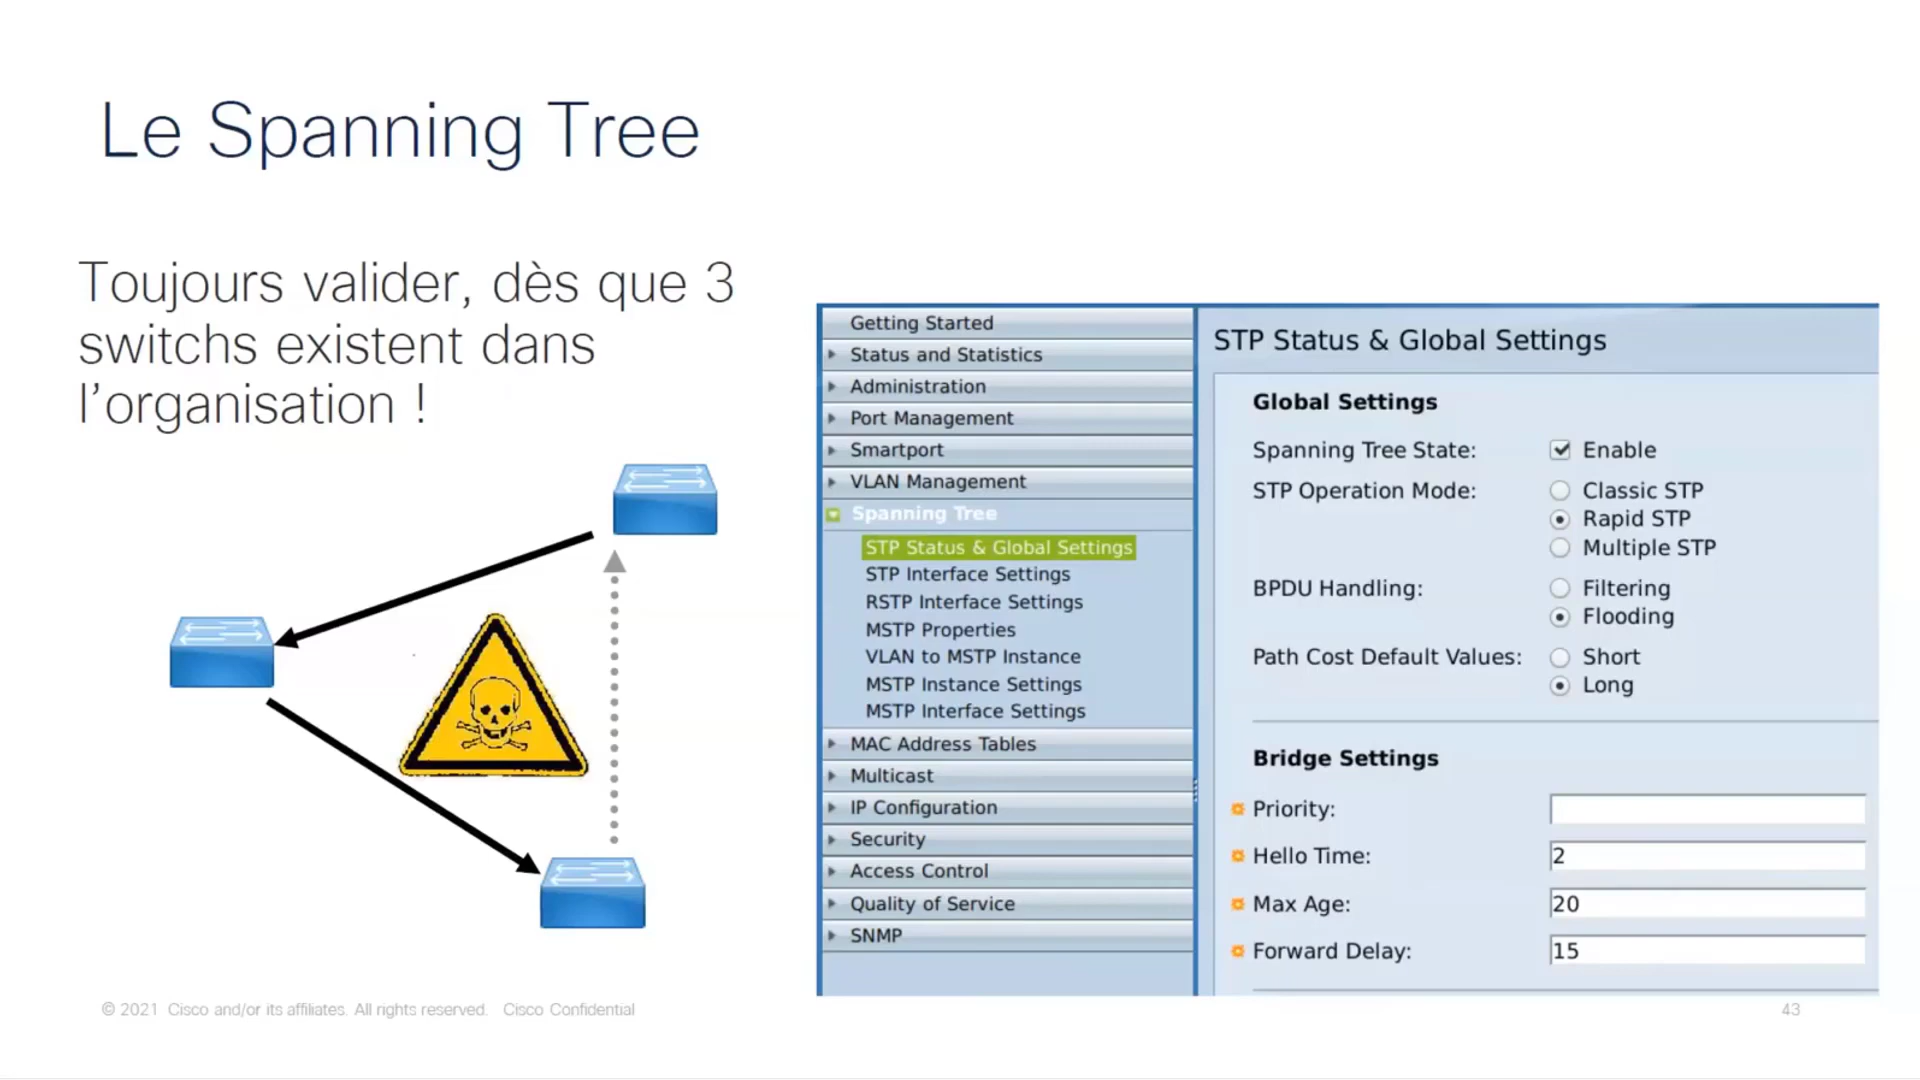 Le Spanning Tree
Toujours valider, dès que 3
switchs existent dans
l’organisation !
Getting Started
Status and Statistics
Administration
Port Management
Smartport
VLAN Management
Spanning Tree
STP Status & Global Settings
STP Interface Settings
RSTP Interface Settings
MSTP Properties
VLAN to MSTP Instance
MSTP Instance Settings
MSTP Interface Settings
MAC Address Tables
Multicast
IP Configuration
Security
Access Control
Quality of Service
SNMP
STP Status & Global Settings
Global Settings
Spanning Tree State: Enable
STP Operation Mode: Classic STP
Rapid STP
Multiple STP
BPDU Handling: Filtering
Flooding
Path Cost Default Values: Short
Long
Bridge Settings
Priority:
Hello Time: 2
Max Age: 20
Forward Delay: 15
© 2021 Cisco and/or its affiliates. All rights reserved. Cisco Confidential
43